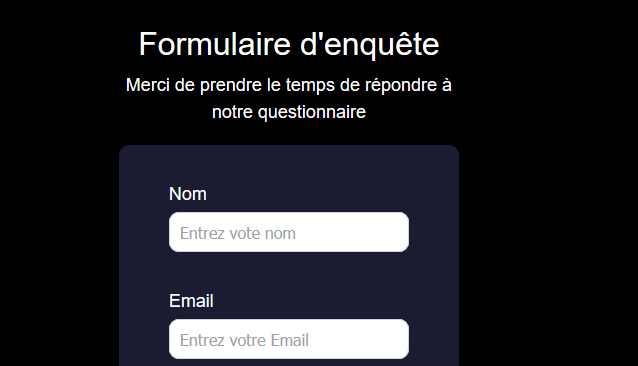 Formulaire d'enquête
Merci de prendre le temps de répondre à
notre questionnaire
Nom
Entrez vote nom
Email
Entrez votre Email